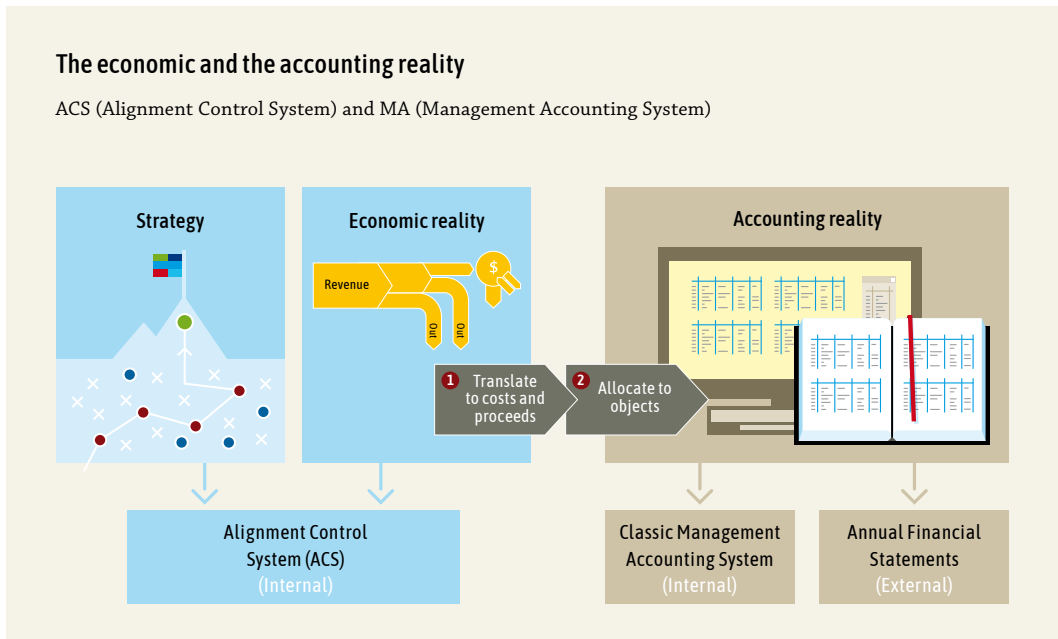 The economic and the accounting reality
ACS (Alignment Control System) and MA (Management Accounting System)
Strategy
Economic reality
Accounting reality
Revenue
$
Out
Out
1
Translate
to costs and
proceeds
2
Allocate to
objects
Alignment Control
System (ACS)
(Internal)
Classic Management
Accounting System
(Internal)
Annual Financial
Statements
(External)